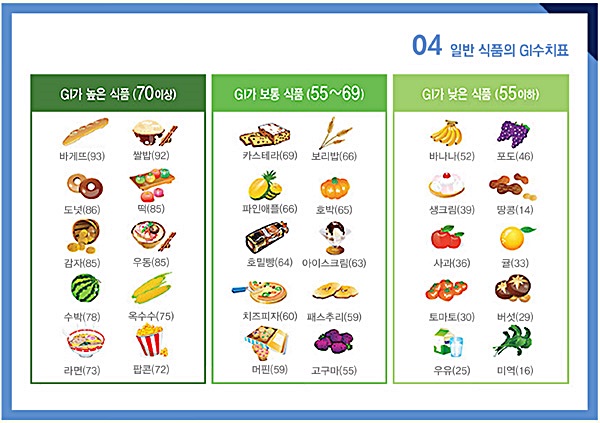 04 일반 식품의 GI수치표
GI가 높은 식품 (70이상)
GI가 보통 식품 (55~69)
GI가 낮은 식품 (55이하)
바게뜨(93) 쌀밥(92)
도넛(86) 떡(85)
감자(85) 우동(85)
수박(78) 옥수수(75)
라면(73) 팝콘(72)
카스테라(69) 보리밥(66)
파인애플(66) 호박(65)
호밀빵(64) 아이스크림(63)
치즈피자(60) 패스추리(59)
머핀(59) 고구마(55)
바나나(52) 포도(46)
생크림(39) 땅콩(14)
사과(36) 귤(33)
토마토(30) 버섯(29)
우유(25) 미역(16)